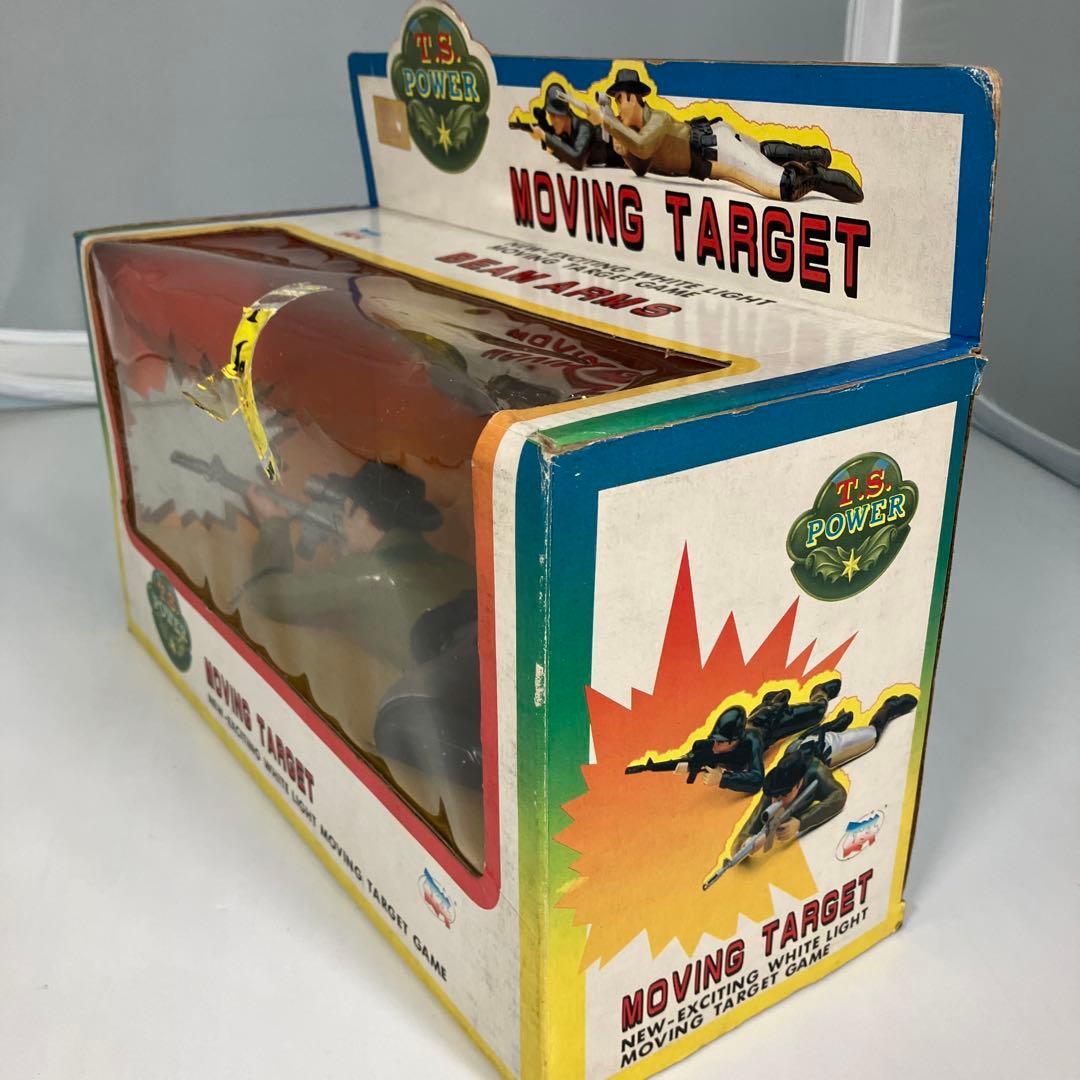 T.S.
POWER
MOVING TARGET
NEW-EXCITING WHITE LIGHT
MOVING TARGET GAME
BEAM ARMS
T.S.
POWER
T.S.
POWER
MOVING TARGET
NEW-EXCITING WHITE LIGHT MOVING TARGET GAME
MOVING TARGET
NEW-EXCITING WHITE LIGHT
MOVING TARGET GAME